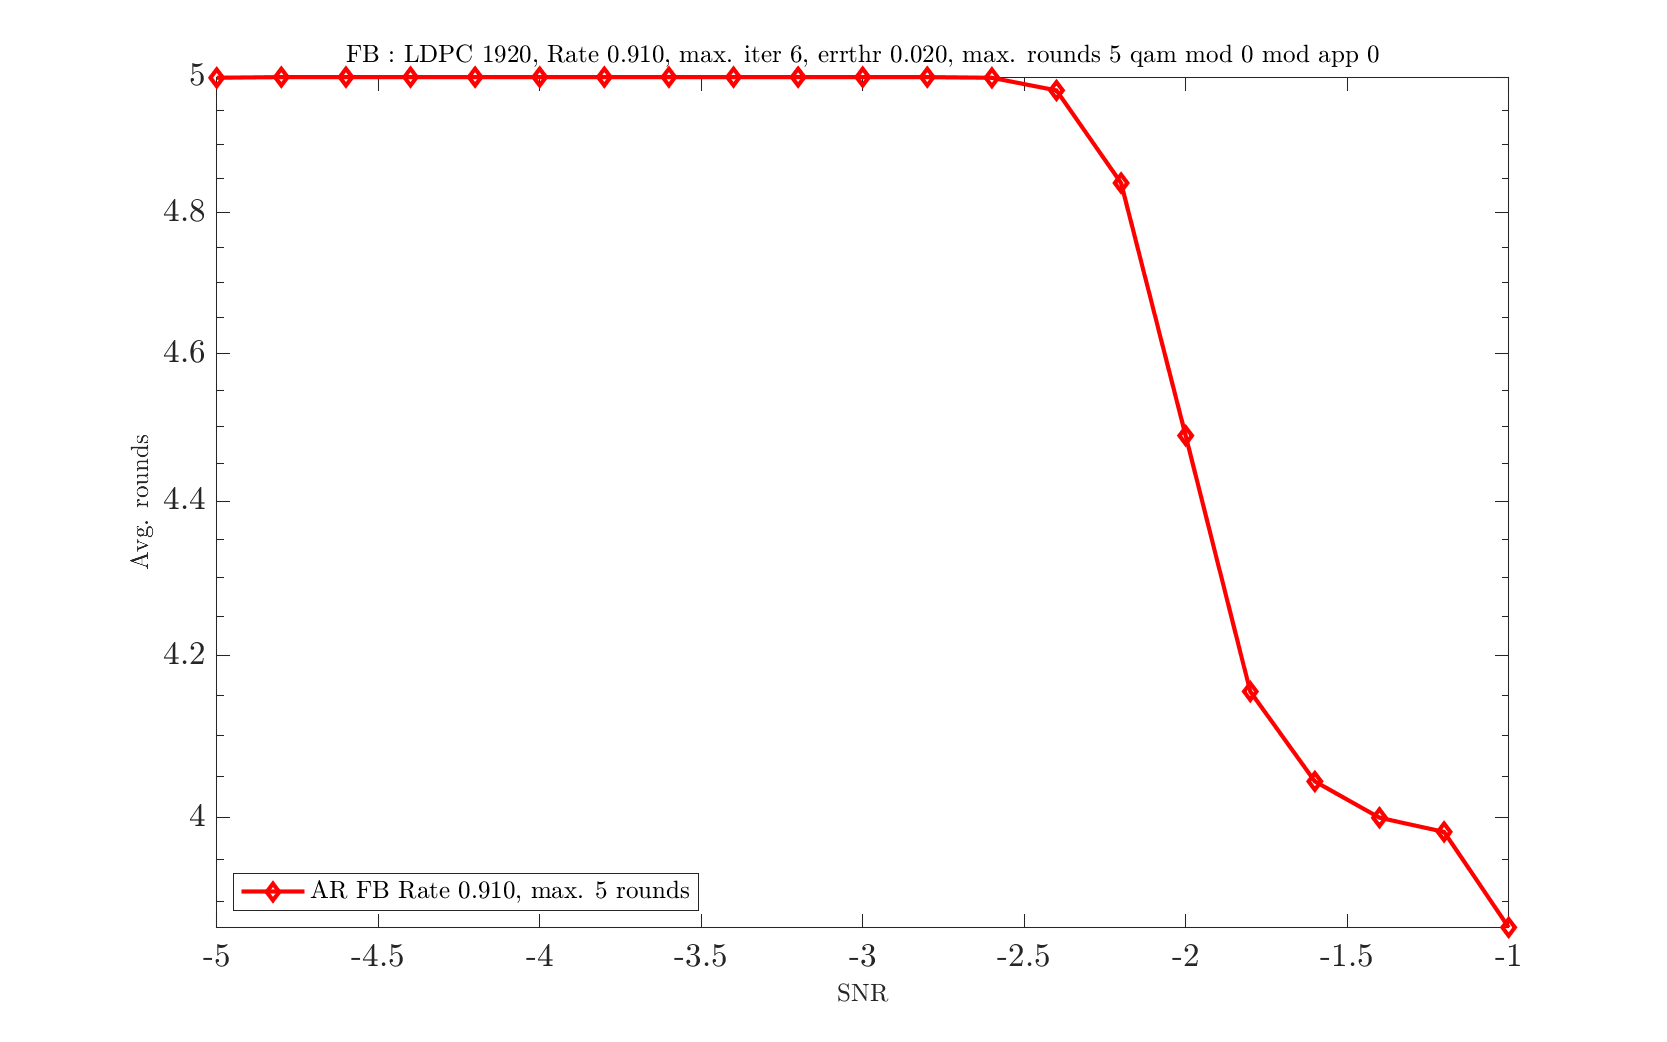 FB : LDPC 1920, Rate 0.910, max. iter 6, errthr 0.020, max. rounds 5 qam mod 0 mod app 0
5
4.8
4.6
4.4
4.2
4
Avg. rounds
AR FB Rate 0.910, max. 5 rounds
-5 -4.5 -4 -3.5 -3 -2.5 -2 -1.5 -1
SNR